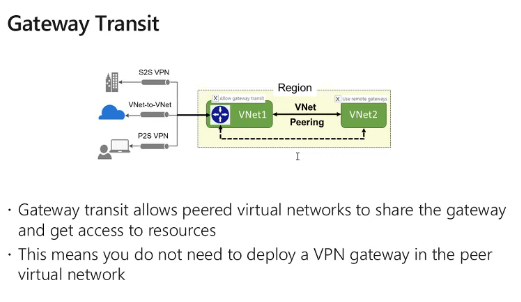 Gateway Transit
S2S VPN
VNet-to-VNet
P2S VPN
Region
Allow gateway transit
Use remote gateways
VNet1
VNet
Peering
VNet2
· Gateway transit allows peered virtual networks to share the gateway
and get access to resources
· This means you do not need to deploy a VPN gateway in the peer
virtual network